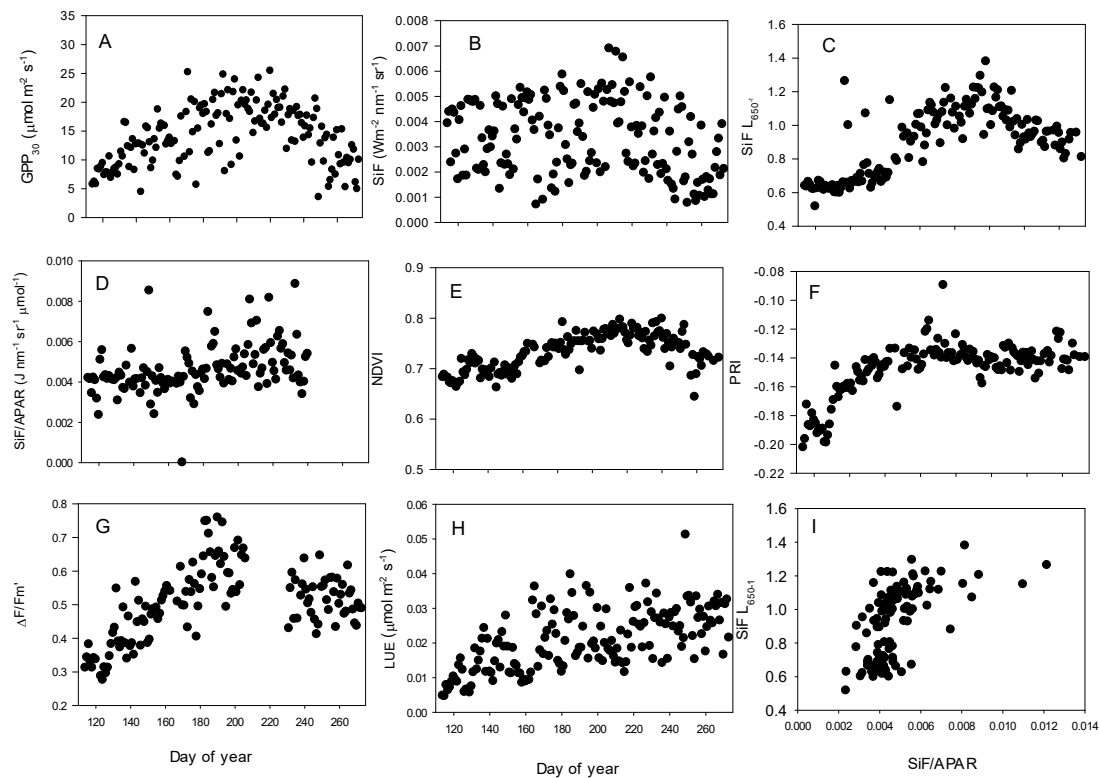 A
GPP₃₀ (μmol m⁻² s⁻¹)
35
30
25
20
15
10
5
0
B
SiF (Wm⁻² nm⁻¹ sr¹)
0.008
0.007
0.006
0.005
0.004
0.003
0.002
0.001
0.000
C
SiF L₆₅₀⁻¹
1.6
1.4
1.2
1.0
0.8
0.6
0.4
D
SiF/APAR (J nm⁻¹ sr¹ μmol⁻¹)
0.010
0.008
0.006
0.004
0.002
0.000
E
NDVI
0.9
0.8
0.7
0.6
0.5
F
PRI
-0.08
-0.10
-0.12
-0.14
-0.16
-0.18
-0.20
-0.22
G
ΔF/Fm'
0.8
0.7
0.6
0.5
0.4
0.3
0.2
120 140 160 180 200 220 240 260
Day of year
H
LUE (μmol m⁻² s⁻¹)
0.06
0.05
0.04
0.03
0.02
0.01
0.00
120 140 160 180 200 220 240 260
Day of year
I
SiF L₆₅₀₋₁
1.6
1.4
1.2
1.0
0.8
0.6
0.4
0.000 0.002 0.004 0.006 0.008 0.010 0.012 0.014
SiF/APAR